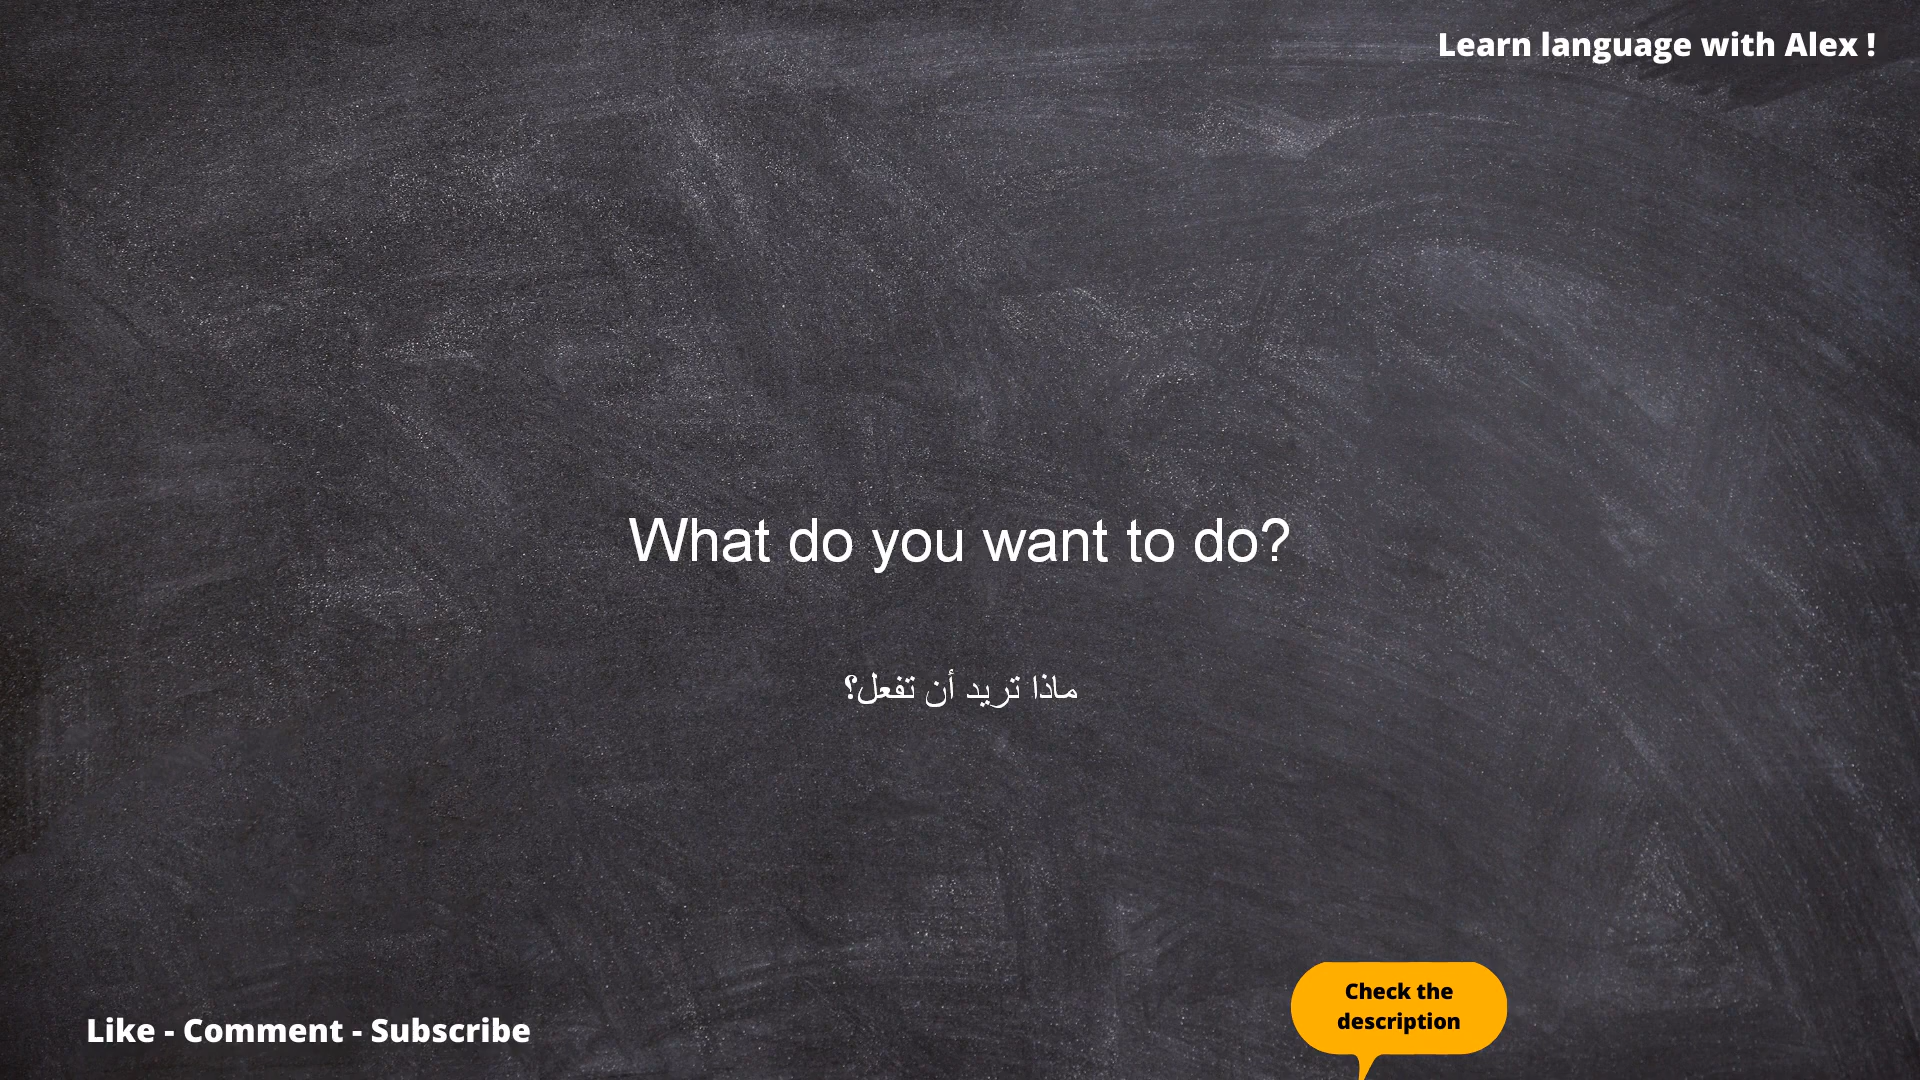 Learn language with Alex !
What do you want to do?
ماذا تريد أن تفعل؟
Check the
description
Like - Comment - Subscribe